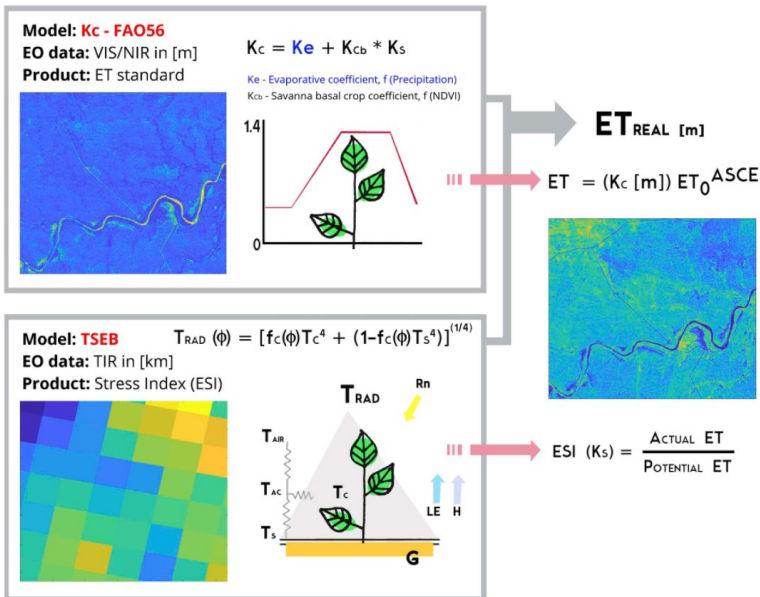 Model: Kc - FAO56
EO data: VIS/NIR in [m]
Product: ET standard
Kc = Ke + KCb * Ks
Ke - Evaporative coefficient, f (Precipitation)
KCb - Savanna basal crop coefficient, f (NDVI)
1.4
0
ETREAL [m]
ET = (Kc [m]) ET0ASCE
Model: TSEB
EO data: TIR in [km]
Product: Stress Index (ESI)
TRAD (ϕ) = [fc(ϕ)Tc4 + (1-fc(ϕ)Ts4)](1/4)
TRAD
Rn
TAIR
TAC
TC
TS
LE H
G
ESI (Ks) = ACTUAL ET
POTENTIAL ET